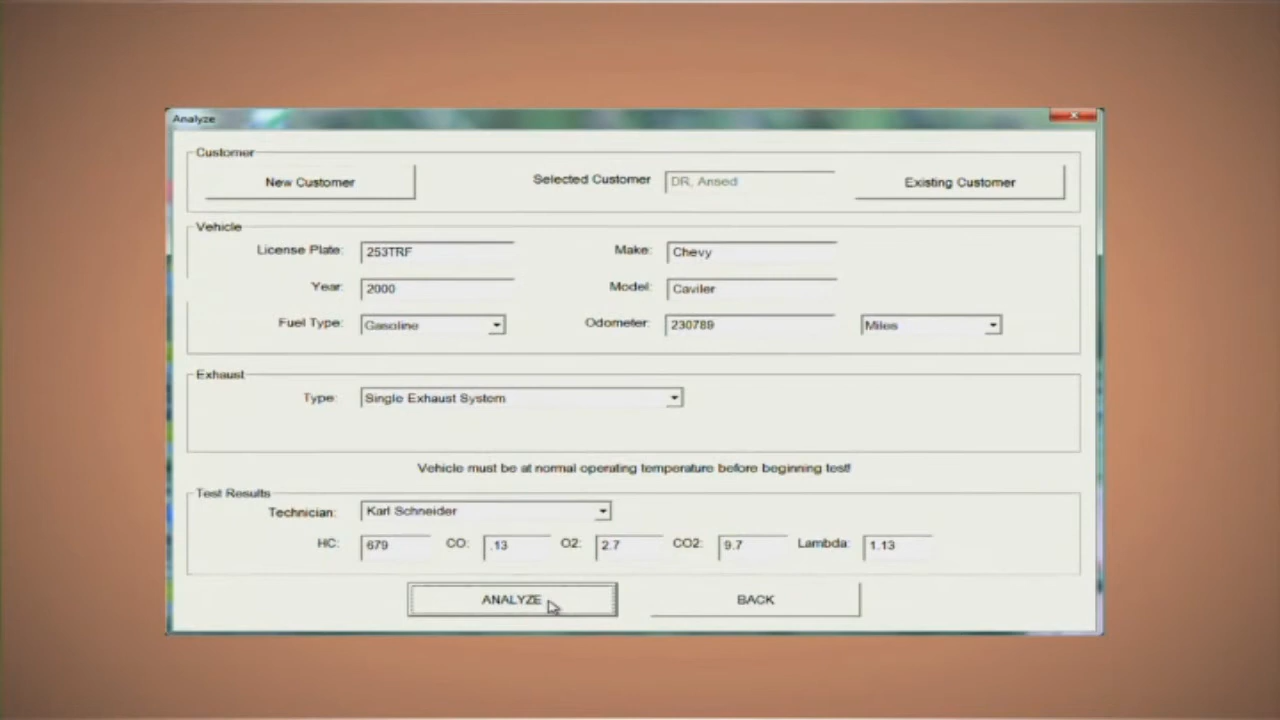 Analyze
Customer
New Customer
Selected Customer DR, Ansed
Existing Customer
Vehicle
License Plate: 253TRF Make: Chevy
Year: 2000 Model: Caviler
Fuel Type: Gasoline Odometer: 230789 Miles
Exhaust
Type: Single Exhaust System
Vehicle must be at normal operating temperature before beginning test!
Test Results
Technician: Karl Schneider
HC: 679 CO: .13 O2: 2.7 CO2: 9.7 Lambda: 1.13
ANALYZE BACK